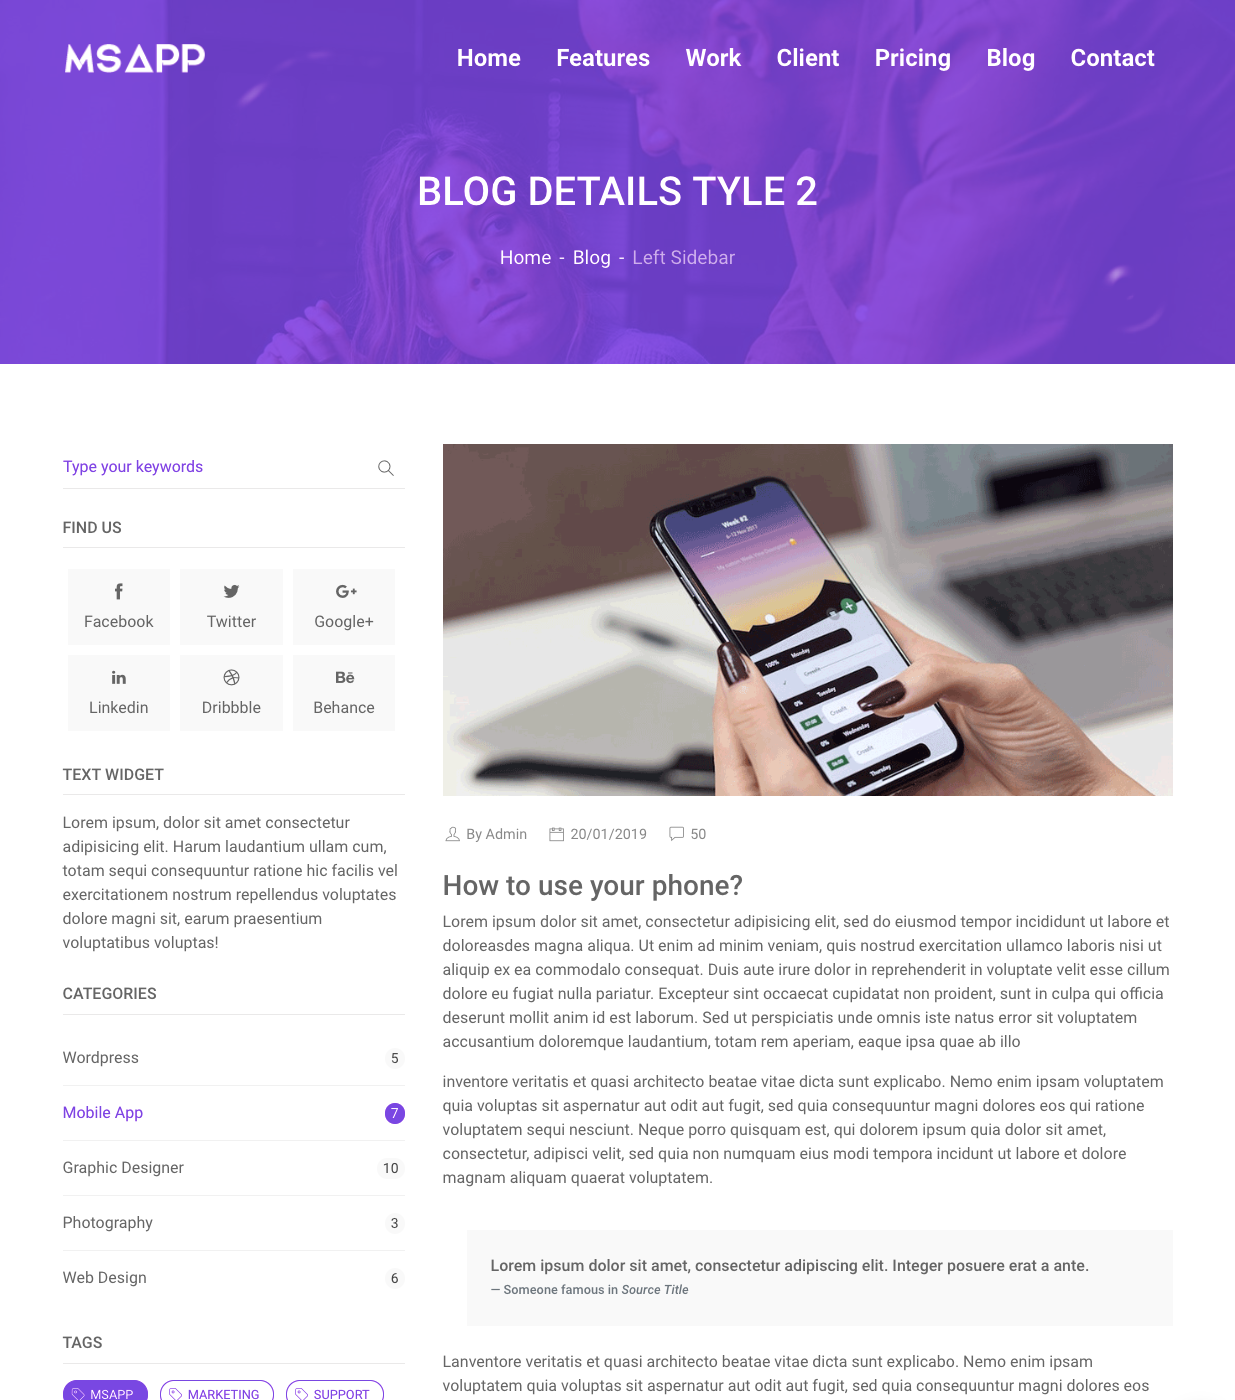 MSAPP
Home Features Work Client Pricing Blog Contact
BLOG DETAILS TYLE 2
Home - Blog - Left Sidebar
Type your keywords
FIND US
Facebook Twitter Google+
Linkedin Dribbble Behance
TEXT WIDGET
Lorem ipsum, dolor sit amet consectetur
adipisicing elit. Harum laudantium ullam cum,
totam sequi consequuntur ratione hic facilis vel
exercitationem nostrum repellendus voluptates
dolore magni sit, earum praesentium
voluptatibus voluptas!
CATEGORIES
Wordpress 5
Mobile App 7
Graphic Designer 10
Photography 3
Web Design 6
TAGS
MSAPP MARKETING SUPPORT
Week #2
6-12 Nov 2017
100% Monday
Tuesday
0%
Wednesday
0%
Thursday
0%
By Admin 20/01/2019 50
How to use your phone?
Lorem ipsum dolor sit amet, consectetur adipisicing elit, sed do eiusmod tempor incididunt ut labore et
doloreasdes magna aliqua. Ut enim ad minim veniam, quis nostrud exercitation ullamco laboris nisi ut
aliquip ex ea commodalo consequat. Duis aute irure dolor in reprehenderit in voluptate velit esse cillum
dolore eu fugiat nulla pariatur. Excepteur sint occaecat cupidatat non proident, sunt in culpa qui officia
deserunt mollit anim id est laborum. Sed ut perspiciatis unde omnis iste natus error sit voluptatem
accusantium doloremque laudantium, totam rem aperiam, eaque ipsa quae ab illo
inventore veritatis et quasi architecto beatae vitae dicta sunt explicabo. Nemo enim ipsam voluptatem
quia voluptas sit aspernatur aut odit aut fugit, sed quia consequuntur magni dolores eos qui ratione
voluptatem sequi nesciunt. Neque porro quisquam est, qui dolorem ipsum quia dolor sit amet,
consectetur, adipisci velit, sed quia non numquam eius modi tempora incidunt ut labore et dolore
magnam aliquam quaerat voluptatem.
Lorem ipsum dolor sit amet, consectetur adipiscing elit. Integer posuere erat a ante.
— Someone famous in Source Title
Lanventore veritatis et quasi architecto beatae vitae dicta sunt explicabo. Nemo enim ipsam
voluptatem quia voluptas sit aspernatur aut odit aut fugit, sed quia consequuntur magni dolores eos